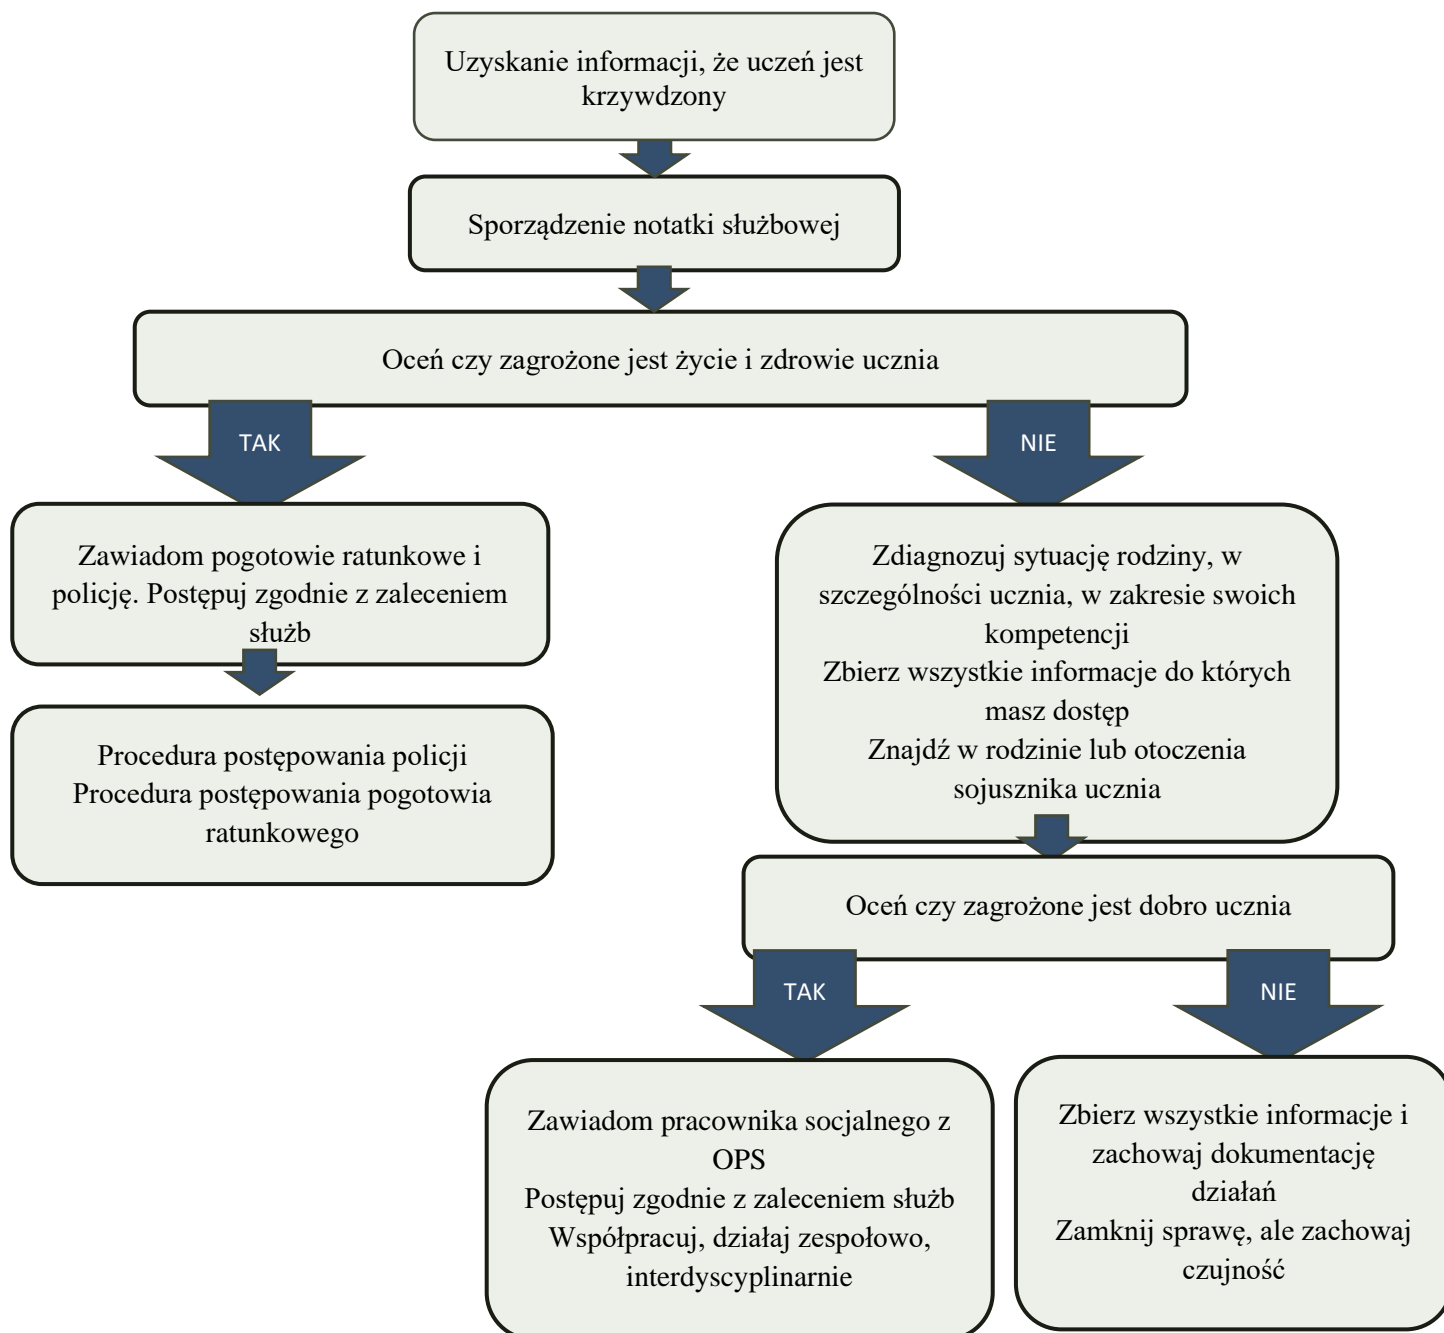 Uzyskanie informacji, że uczeń jest
krzywdzony
Sporządzenie notatki służbowej
Oceń czy zagrożone jest życie i zdrowie ucznia
TAK
NIE
Zawiadom pogotowie ratunkowe i
policję. Postępuj zgodnie z zaleceniem
służb
Procedura postępowania policji
Procedura postępowania pogotowia
ratunkowego
Zdiagnozuj sytuację rodziny, w
szczególności ucznia, w zakresie swoich
kompetencji
Zbierz wszystkie informacje do których
masz dostęp
Znajdź w rodzinie lub otoczenia
sojusznika ucznia
Oceń czy zagrożone jest dobro ucznia
TAK
NIE
Zawiadom pracownika socjalnego z
OPS
Postępuj zgodnie z zaleceniem służb
Współpracuj, działaj zespołowo,
interdyscyplinarnie
Zbierz wszystkie informacje i
zachowaj dokumentację
działań
Zamknij sprawę, ale zachowaj
czujność